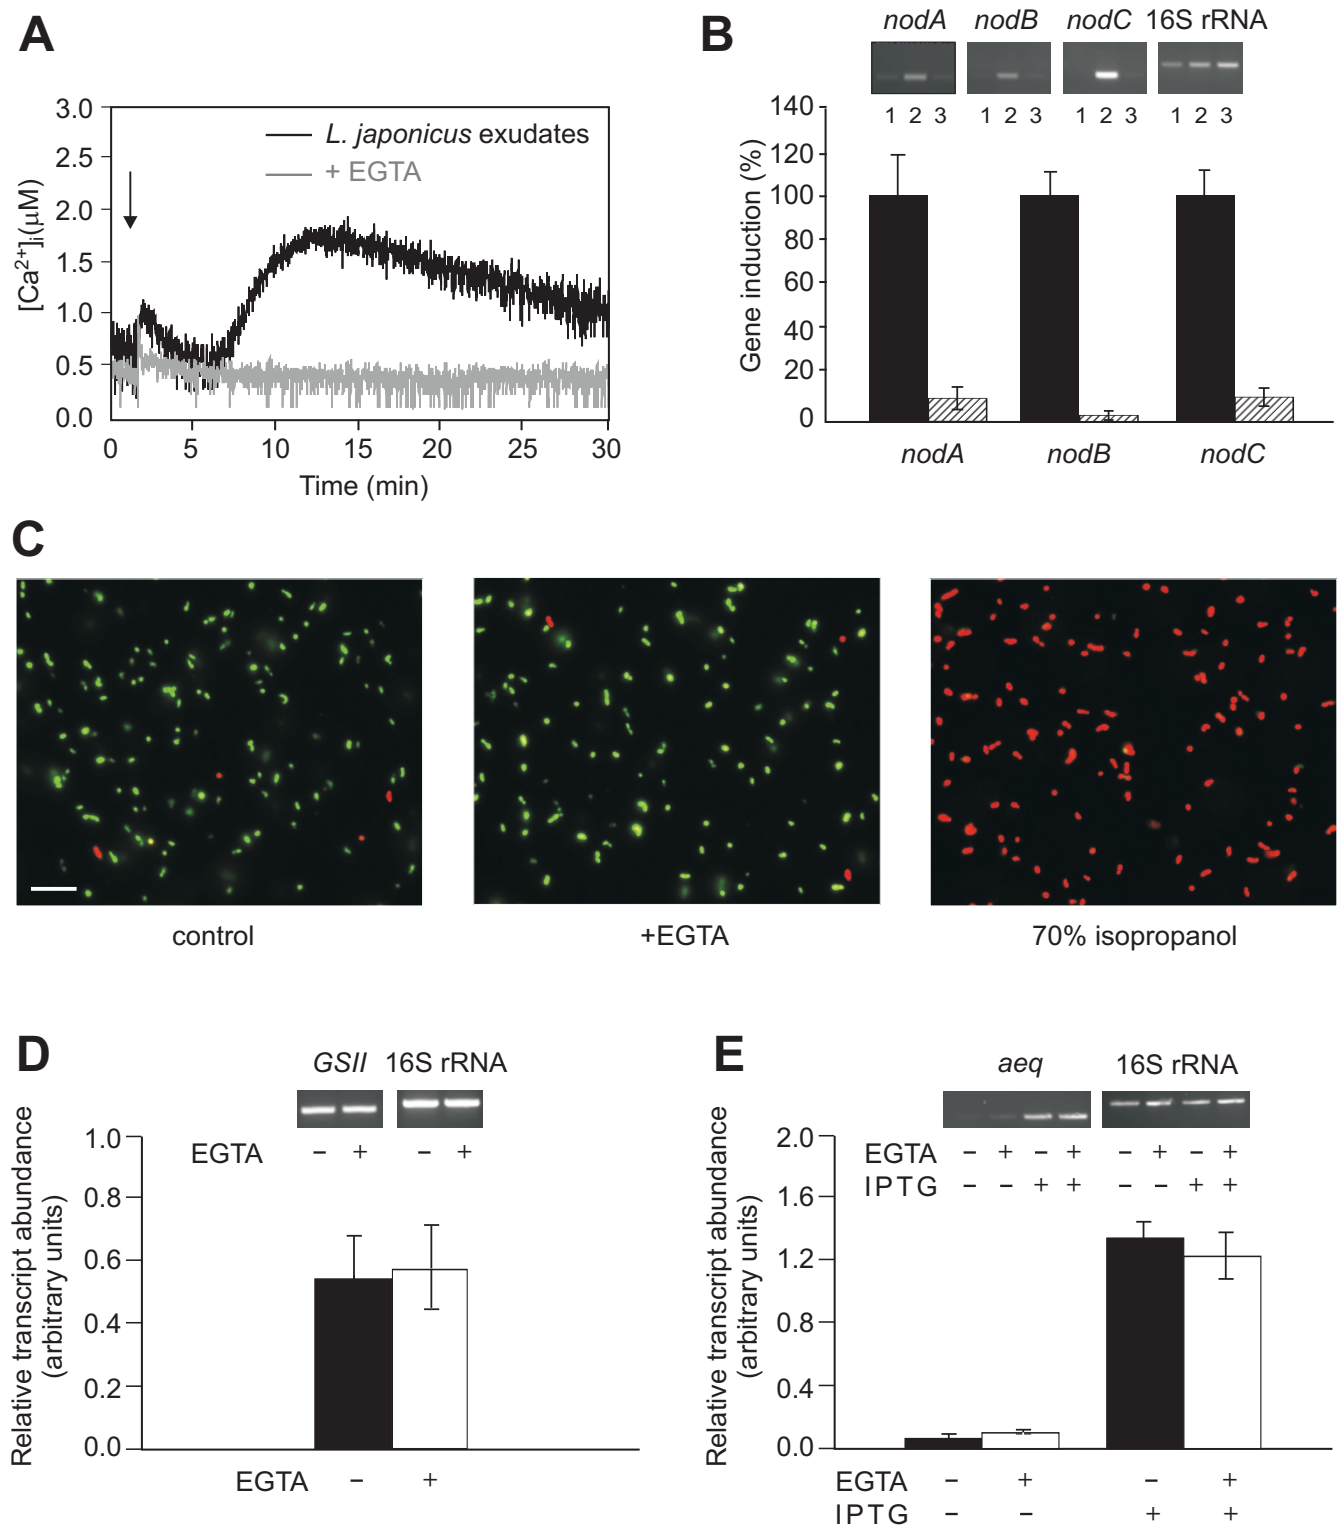 A
3.0
2.5
2.0
1.5
1.0
0.5
0.0
[Ca2+]i(μM)
L. japonicus exudates
+ EGTA
0 5 10 15 20 25 30
Time (min)
B
nodA nodB nodC 16S rRNA
1 2 3 1 2 3 1 2 3 1 2 3
140
120
100
80
60
40
20
0
Gene induction (%)
nodA nodB nodC
C
control +EGTA 70% isopropanol
D
GSII 16S rRNA
EGTA − + − +
1.0
0.8
0.6
0.4
0.2
0.0
Relative transcript abundance
(arbitrary units)
EGTA − +
E
aeq 16S rRNA
EGTA − + − + − + − +
IPTG − − + + − − + +
2.0
1.6
1.2
0.8
0.4
0.0
Relative transcript abundance
(arbitrary units)
EGTA − + − +
IPTG − − + +